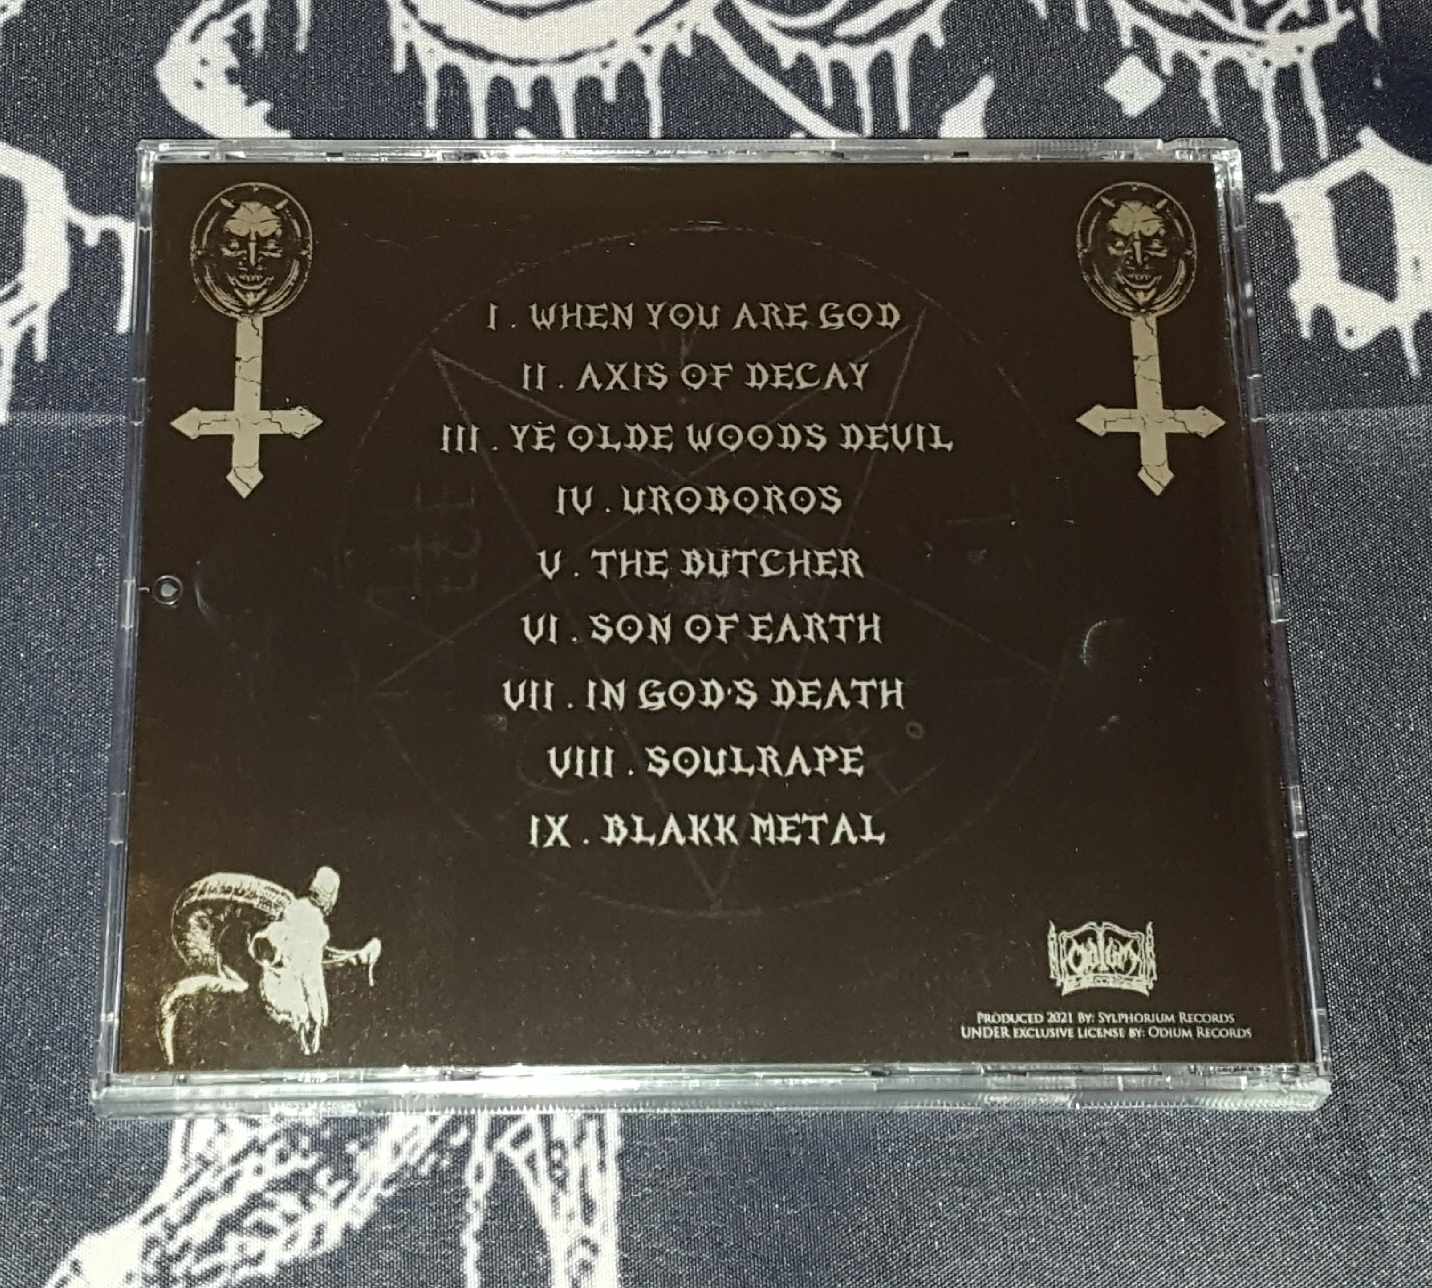 I . WHEN YOU ARE GOD
II . AXIS OF DECAY
III . YE OLDE WOODS DEVIL
IV . UROBOROS
V . THE BUTCHER
VI . SON OF EARTH
VII . IN GOD'S DEATH
VIII . SOULRAPE
IX . BLAKK METAL
ODIUM
PRODUCED 2021 BY: SYLPHORIUM RECORDS
UNDER EXCLUSIVE LICENSE BY: ODIUM RECORDS